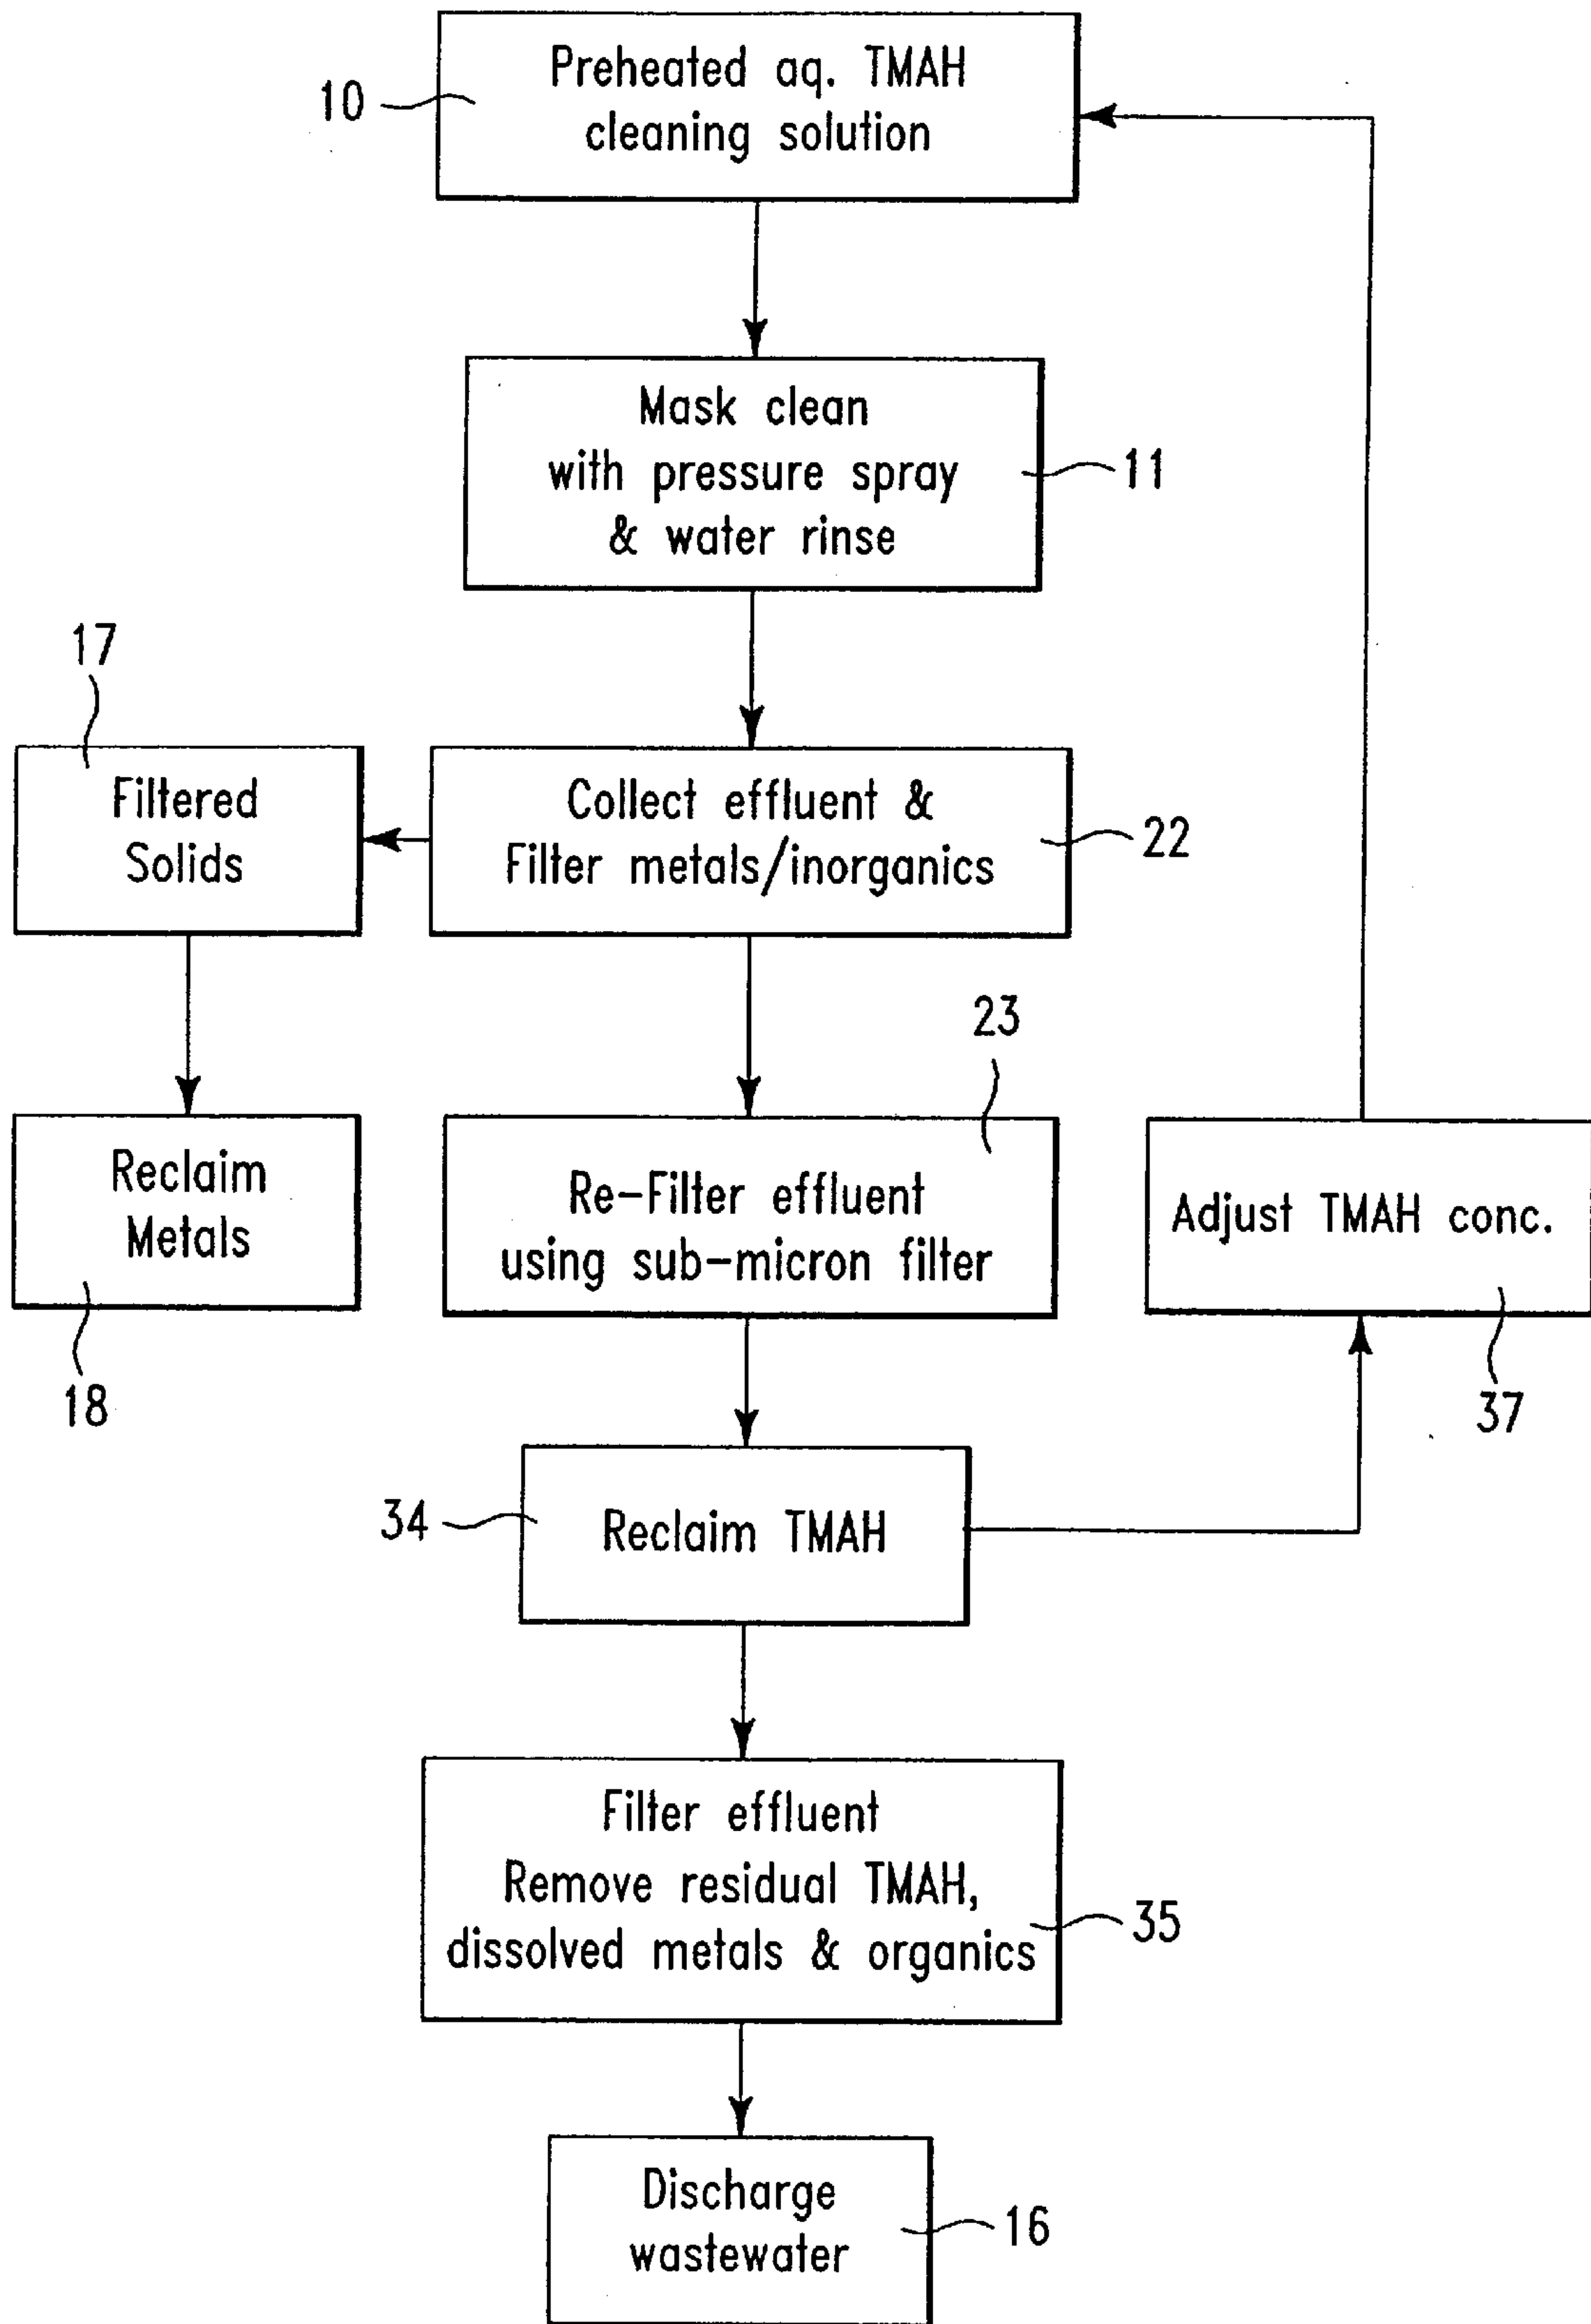 Preheated aq. TMAH
cleaning solution
10
Mask clean
with pressure spray
& water rinse
11
17
Filtered
Solids
Collect effluent &
Filter metals/inorganics
22
23
Reclaim
Metals
18
Re-Filter effluent
using sub-micron filter
Adjust TMAH conc.
37
34
Reclaim TMAH
Filter effluent
Remove residual TMAH,
dissolved metals & organics
35
Discharge
wastewater
16